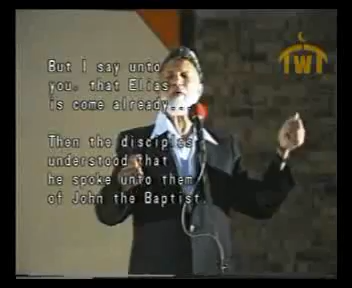 But I say unto
you, that Elias
is come already...
Then the disciples
understood that
he spoke unto them
of John the Baptist.
IWT